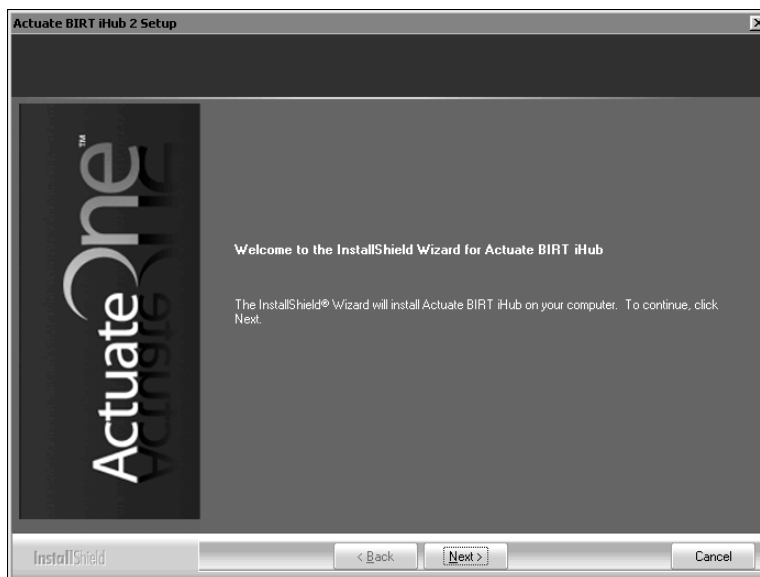 Actuate BIRT iHub 2 Setup
ActuateOne™
Welcome to the InstallShield Wizard for Actuate BIRT iHub
The InstallShield® Wizard will install Actuate BIRT iHub on your computer. To continue, click
Next.
InstallShield
< Back
Next >
Cancel